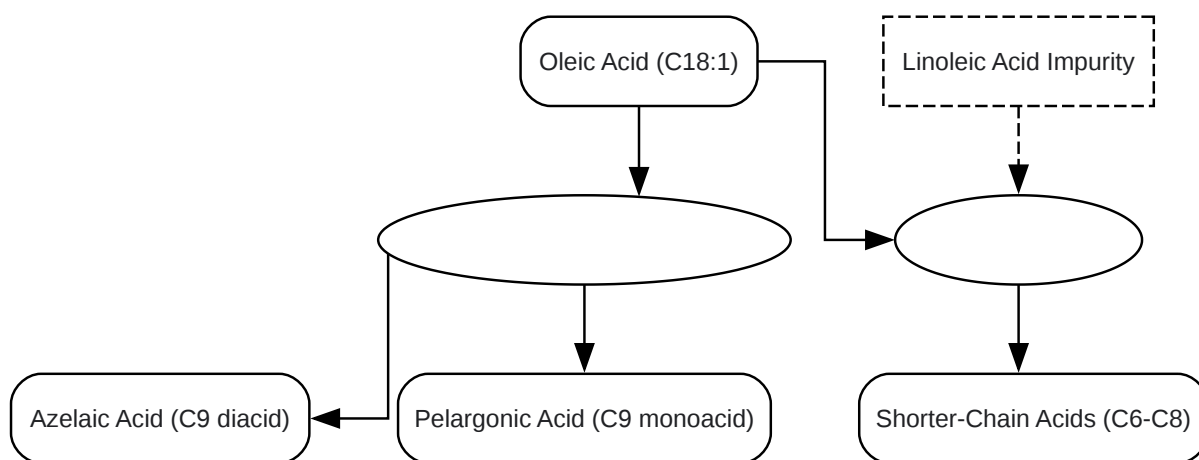 Oleic Acid (C18:1)
Linoleic Acid Impurity
Azelaic Acid (C9 diacid)
Pelargonic Acid (C9 monoacid)
Shorter-Chain Acids (C6-C8)